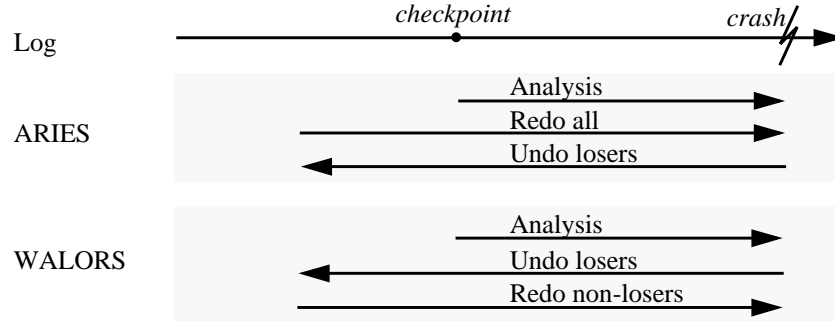 checkpoint
crash
Log
Analysis
ARIES
Redo all
Undo losers
Analysis
WALORS
Undo losers
Redo non-losers